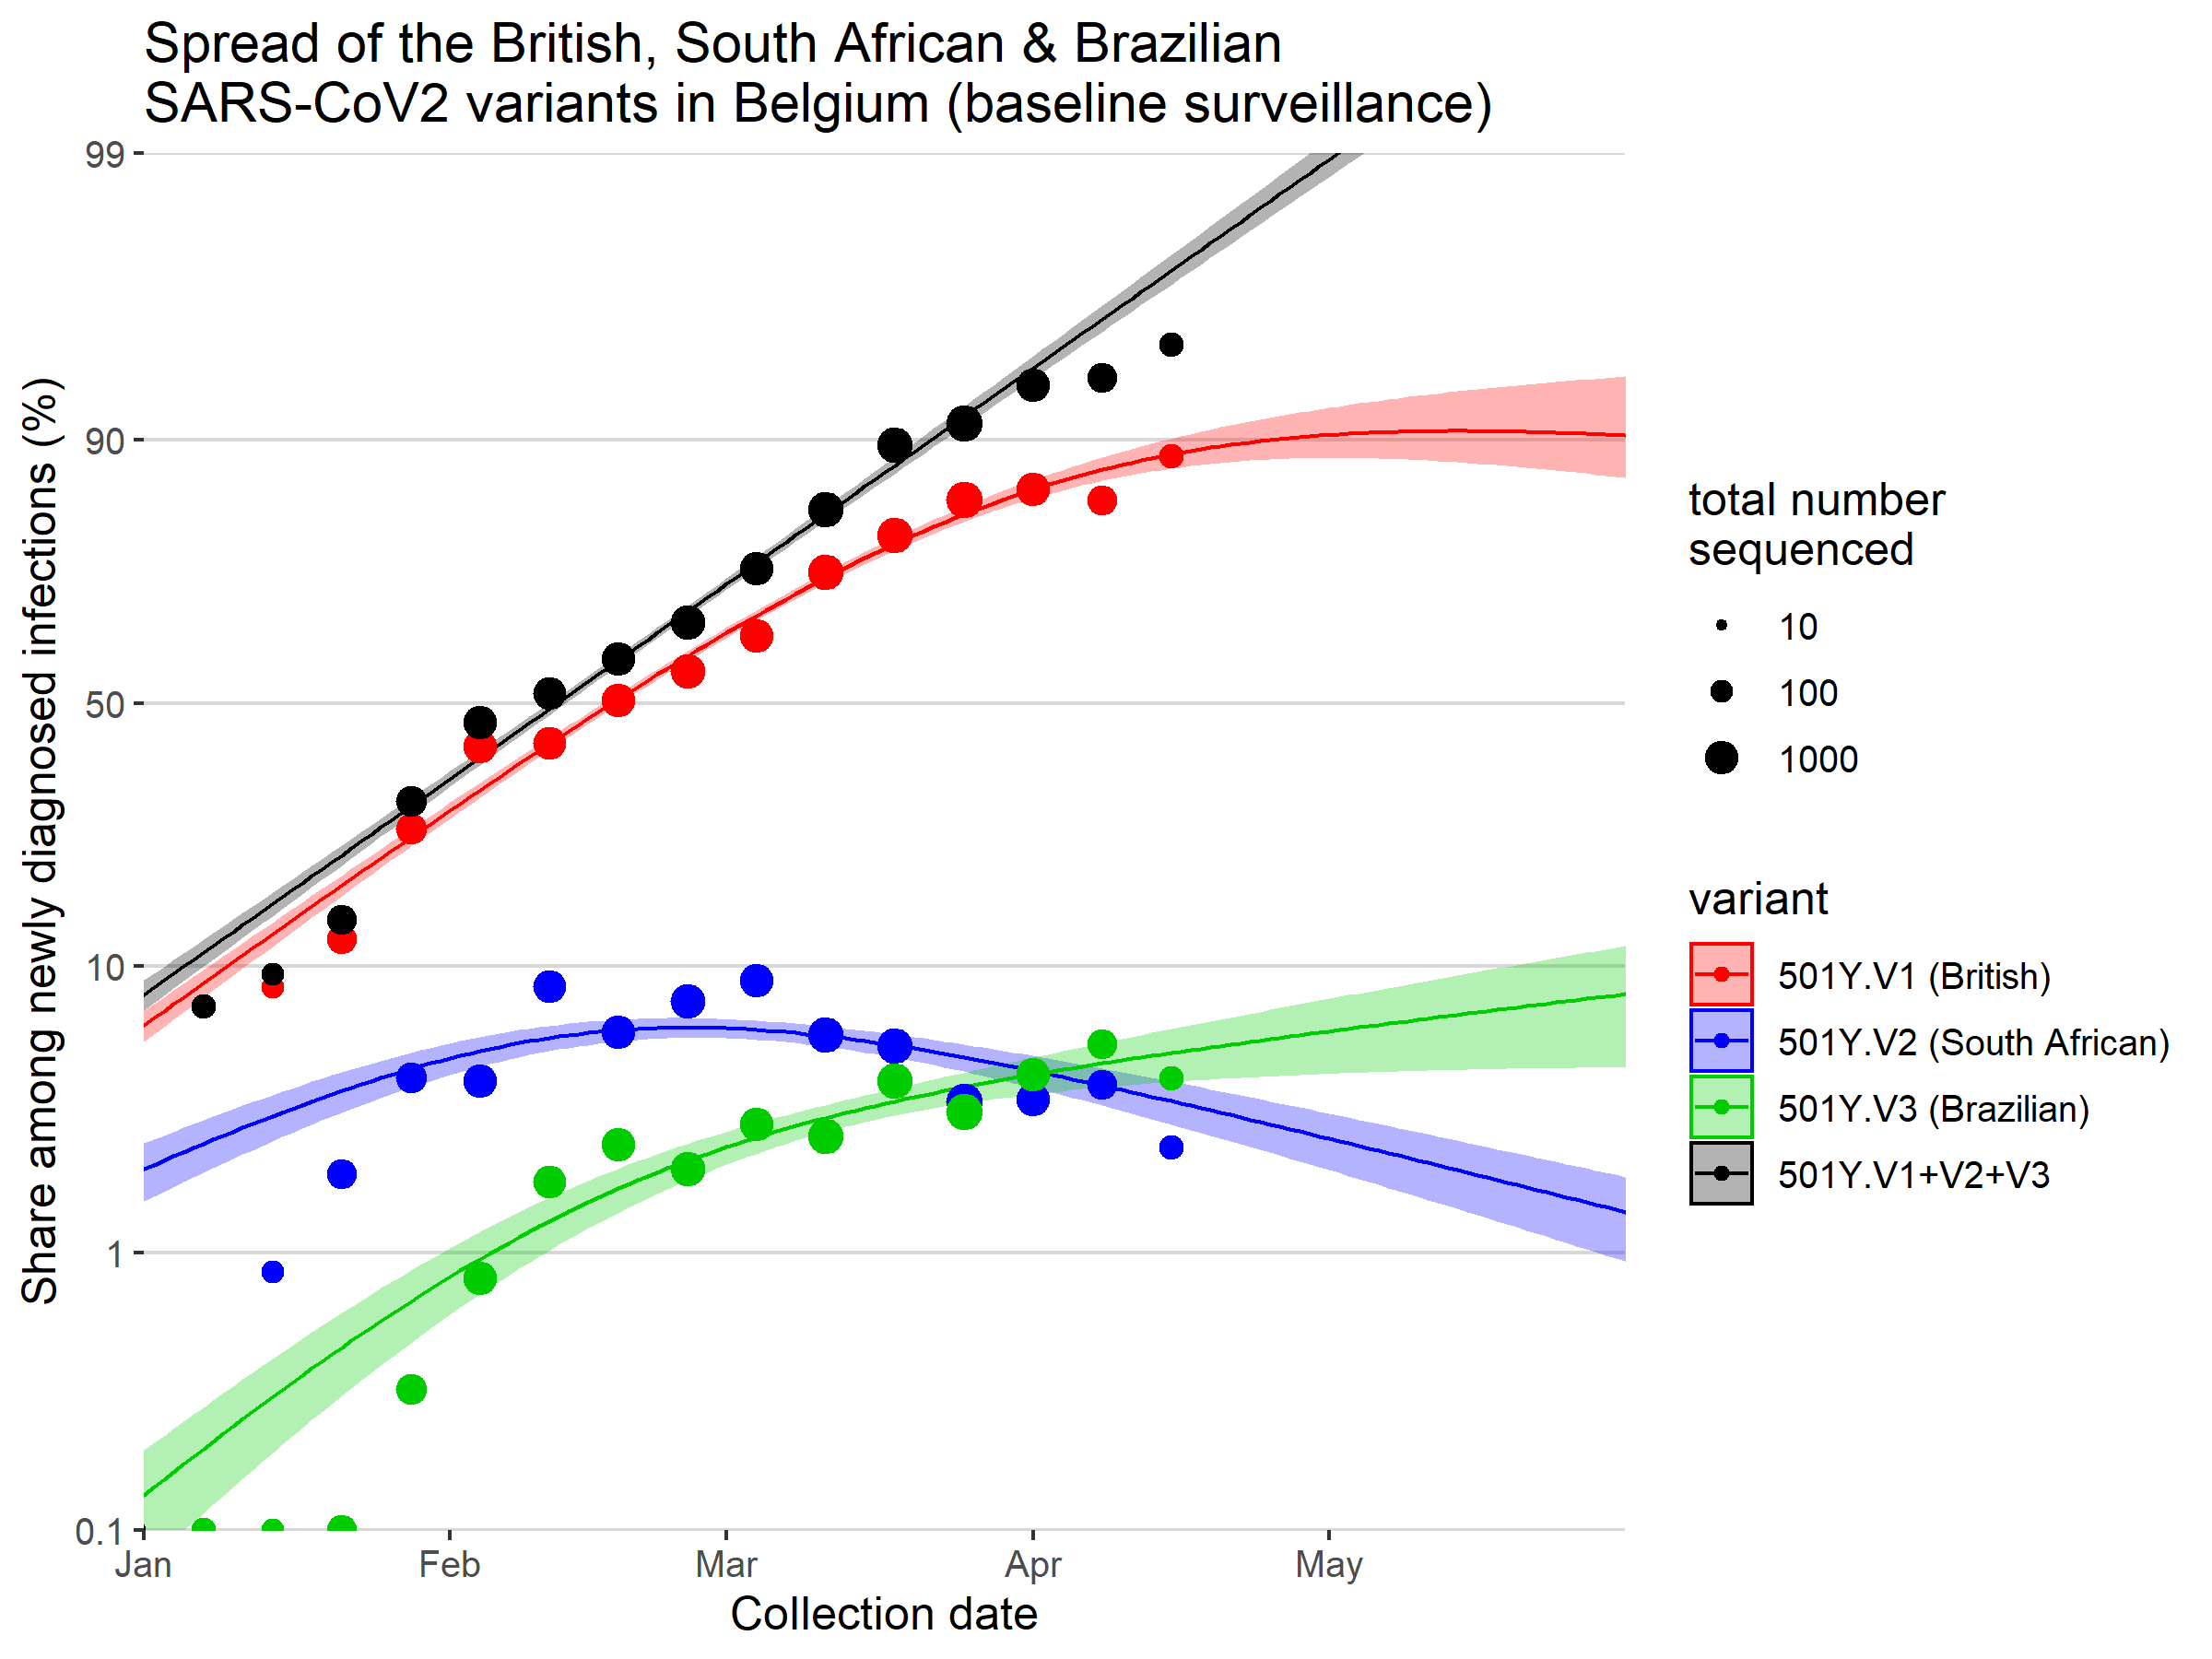 Spread of the British, South African & Brazilian
SARS-CoV2 variants in Belgium (baseline surveillance)
Share among newly diagnosed infections (%)
99
90
50
10
1
0.1
Jan
Feb
Mar
Apr
May
Collection date
total number
sequenced
10
100
1000
variant
501Y.V1 (British)
501Y.V2 (South African)
501Y.V3 (Brazilian)
501Y.V1+V2+V3